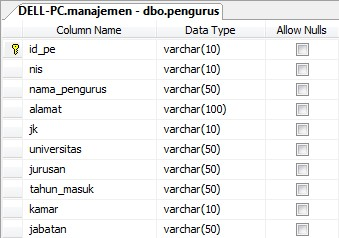 DELL-PC.manajemen - dbo.pengurus
Column Name Data Type Allow Nulls
id_pe varchar(10)
nis varchar(10)
nama_pengurus varchar(50)
alamat varchar(100)
jk varchar(10)
universitas varchar(50)
jurusan varchar(50)
tahun_masuk varchar(50)
kamar varchar(10)
jabatan varchar(50)